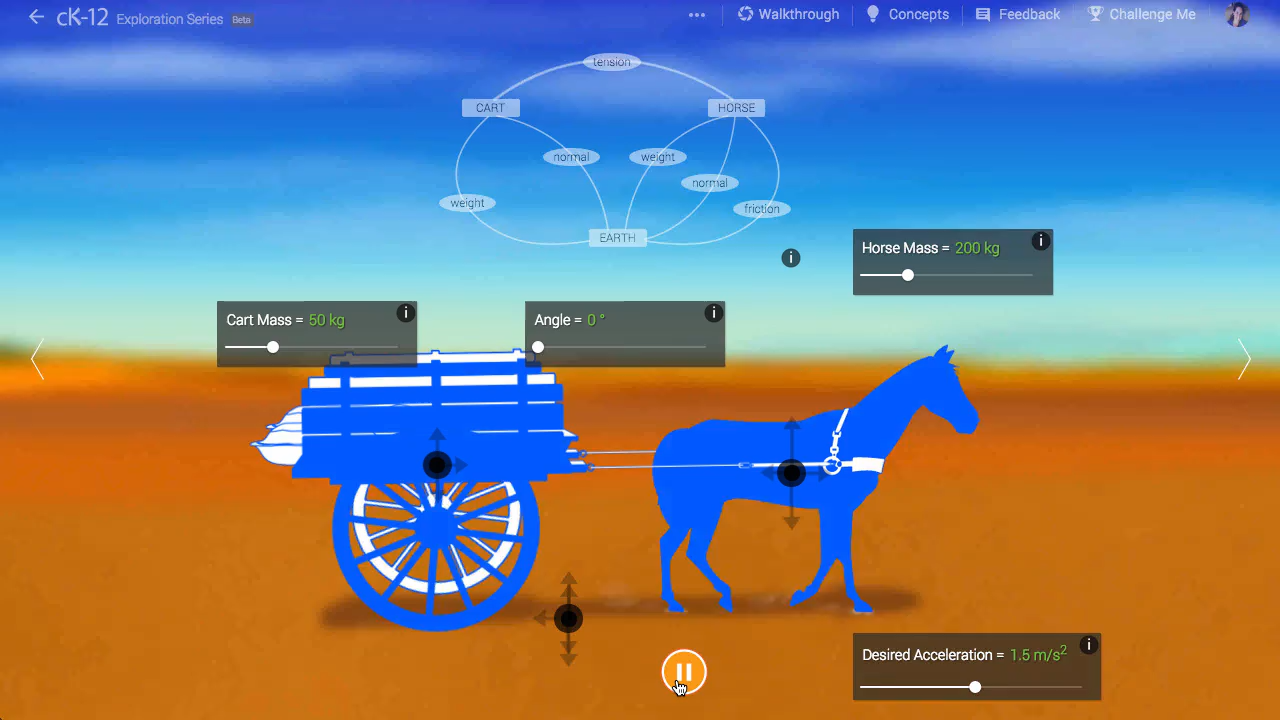 cK-12 Exploration Series Beta
Walkthrough
Concepts
Feedback
Challenge Me
tension
CART
HORSE
normal
weight
normal
weight
friction
EARTH
i
Horse Mass = 200 kg i
Cart Mass = 50 kg i
Angle = 0 ° i
Desired Acceleration = 1.5 m/s² i